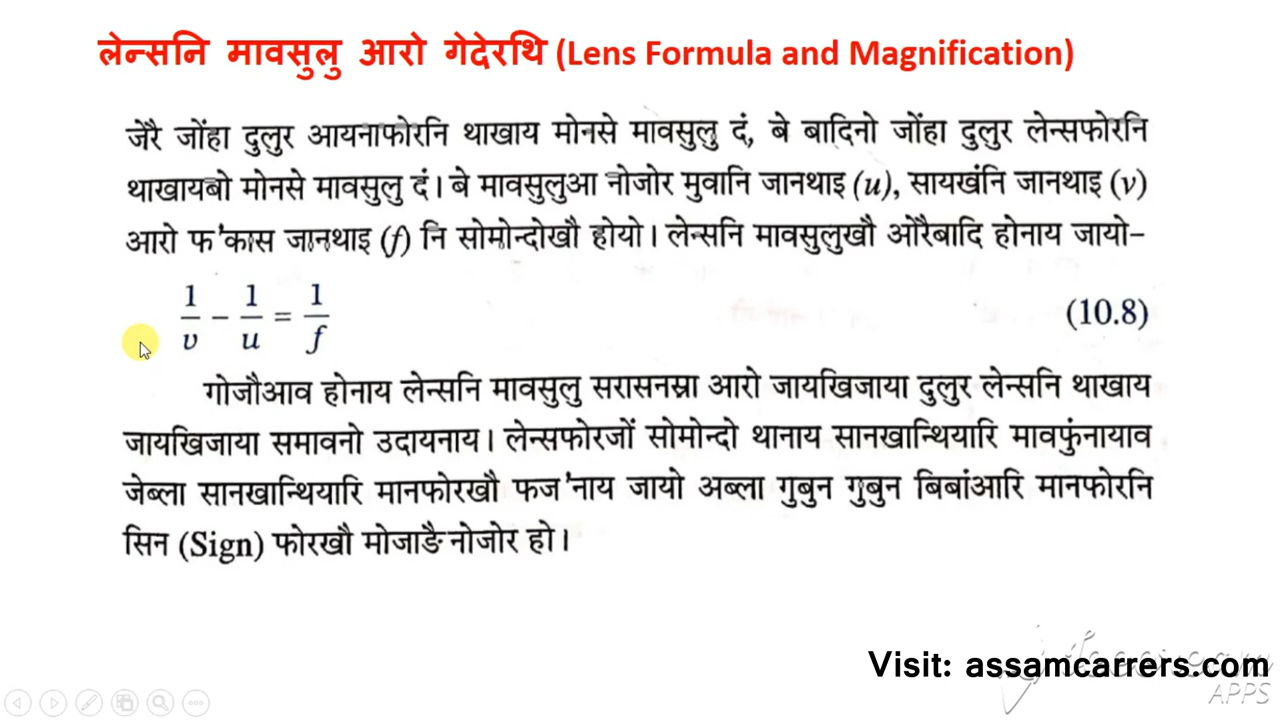 लेन्सनि मावसुलु आरो गेदेरथि (Lens Formula and Magnification)
जेरै जोंहा दुलुर आयनाफोरनि थाखाय मोनसे मावसुलु दं, बे बादिनो जोंहा दुलुर लेन्सफोरनि
थाखायबो मोनसे मावसुलु दं। बे मावसुलुआ नोजोर मुवानि जानथाइ (u), सायखंनि जानथाइ (v)
आरो फ'कास जानथाइ (f) नि सोमोन्दोखौ होयो। लेन्सनि मावसुलुखौ ओरैबादि होनाय जायो–
1/v − 1/u = 1/f (10.8)
गोजौआव होनाय लेन्सनि मावसुलु सरासनस्रा आरो जायखिजाया दुलुर लेन्सनि थाखाय
जायखिजाया समावनो उदायनाय। लेन्सफोरजों सोमोन्दो थानाय सानखान्थियारि मावफुंनायाव
जेब्ला सानखान्थियारि मानफोरखौ फज'नाय जायो अब्ला गुबुन गुबुन बिबांआरि मानफोरनि
सिन (Sign) फोरखौ मोजाङै नोजोर हो।
Visit: assamcarrers.com
APPS